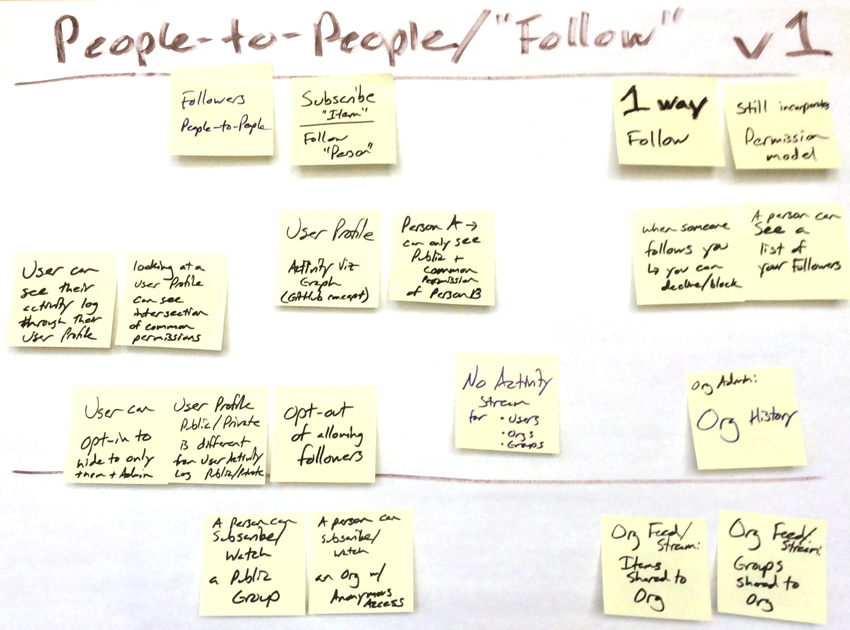 People-to-People/"Follow" v1
Followers
People-to-People
Subscribe
"Item"
Follow
"Person"
1 way
Follow
Still incorporates
Permission
model
User Profile
Activity Viz
Graph
(GitHub concept)
Person A →
can only see
Public +
common
Permission
of Person B
when someone
follows you
↳ you can
decline/block
A person can
See a
list of
your Followers
User can
see their
activity log
through their
User Profile
looking at a
User Profile
can see
intersection
of common
permissions
No Activity
Stream
for • Users
• Orgs
• Groups
Org Admin:
Org History
User can
Opt-in to
hide to only
them + Admin
User Profile
Public/Private
is different
from User Activity
Log Public/Private
Opt-out
of allowing
followers
A person can
Subscribe/
Watch
a Public
Group
A person can
subscribe/
watch
an Org w/
Anonymous
Access
Org Feed/
Stream:
Items
Shared to
Org
Org Feed/
Stream:
Groups
shared to
Org